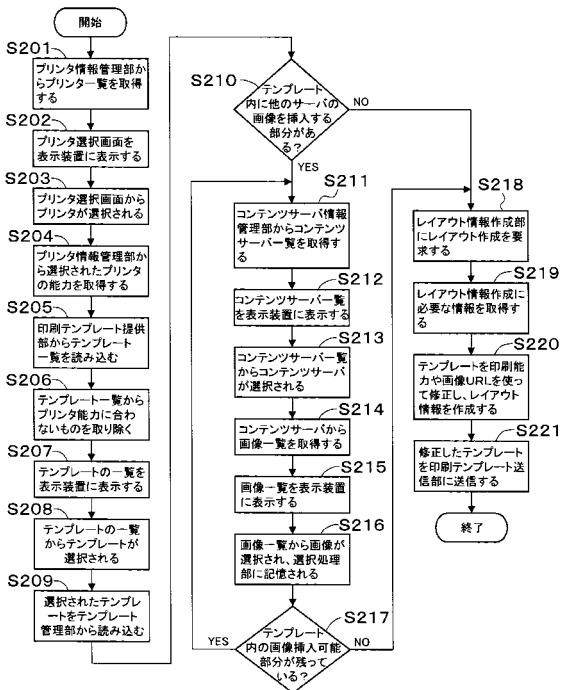 開始
S201
プリンタ情報管理部か
らプリンタ一覧を取得
する
S202
プリンタ選択画面を
表示装置に表示する
S203
プリンタ選択画面から
プリンタが選択される
S204
プリンタ情報管理部か
ら選択されたプリンタ
の能力を取得する
S205
印刷テンプレート提供
部からテンプレート
一覧を読み込む
S206
テンプレート一覧から
プリンタ能力に合わ
ないものを取り除く
S207
テンプレートの一覧を
表示装置に表示する
S208
テンプレートの一覧
からテンプレートが
選択される
S209
選択されたテンプレ
ートをテンプレート
管理部から読み込む
S210
テンプレート
内に他のサーバの
画像を挿入する
部分があ
る?
NO
YES
S211
コンテンツサーバ情報
管理部からコンテンツ
サーバ一覧を取得す
る
S212
コンテンツサーバ一覧
を表示装置に表示する
S213
コンテンツサーバ一覧
からコンテンツサーバ
が選択される
S214
コンテンツサーバから
画像一覧を取得する
S215
画像一覧を表示装置
に表示する
S216
画像一覧から画像が
選択され、選択処理
部に記憶される
S217
テンプレート
内の画像挿入可能
部分が残って
いる?
YES
NO
S218
レイアウト情報作成部
にレイアウト作成を要
求する
S219
レイアウト情報作成に
必要な情報を取得す
る
S220
テンプレートを印刷能
力や画像URLを使っ
て修正し、レイアウト
情報を作成する
S221
修正したテンプレート
を印刷テンプレート送
信部に送信する
終了